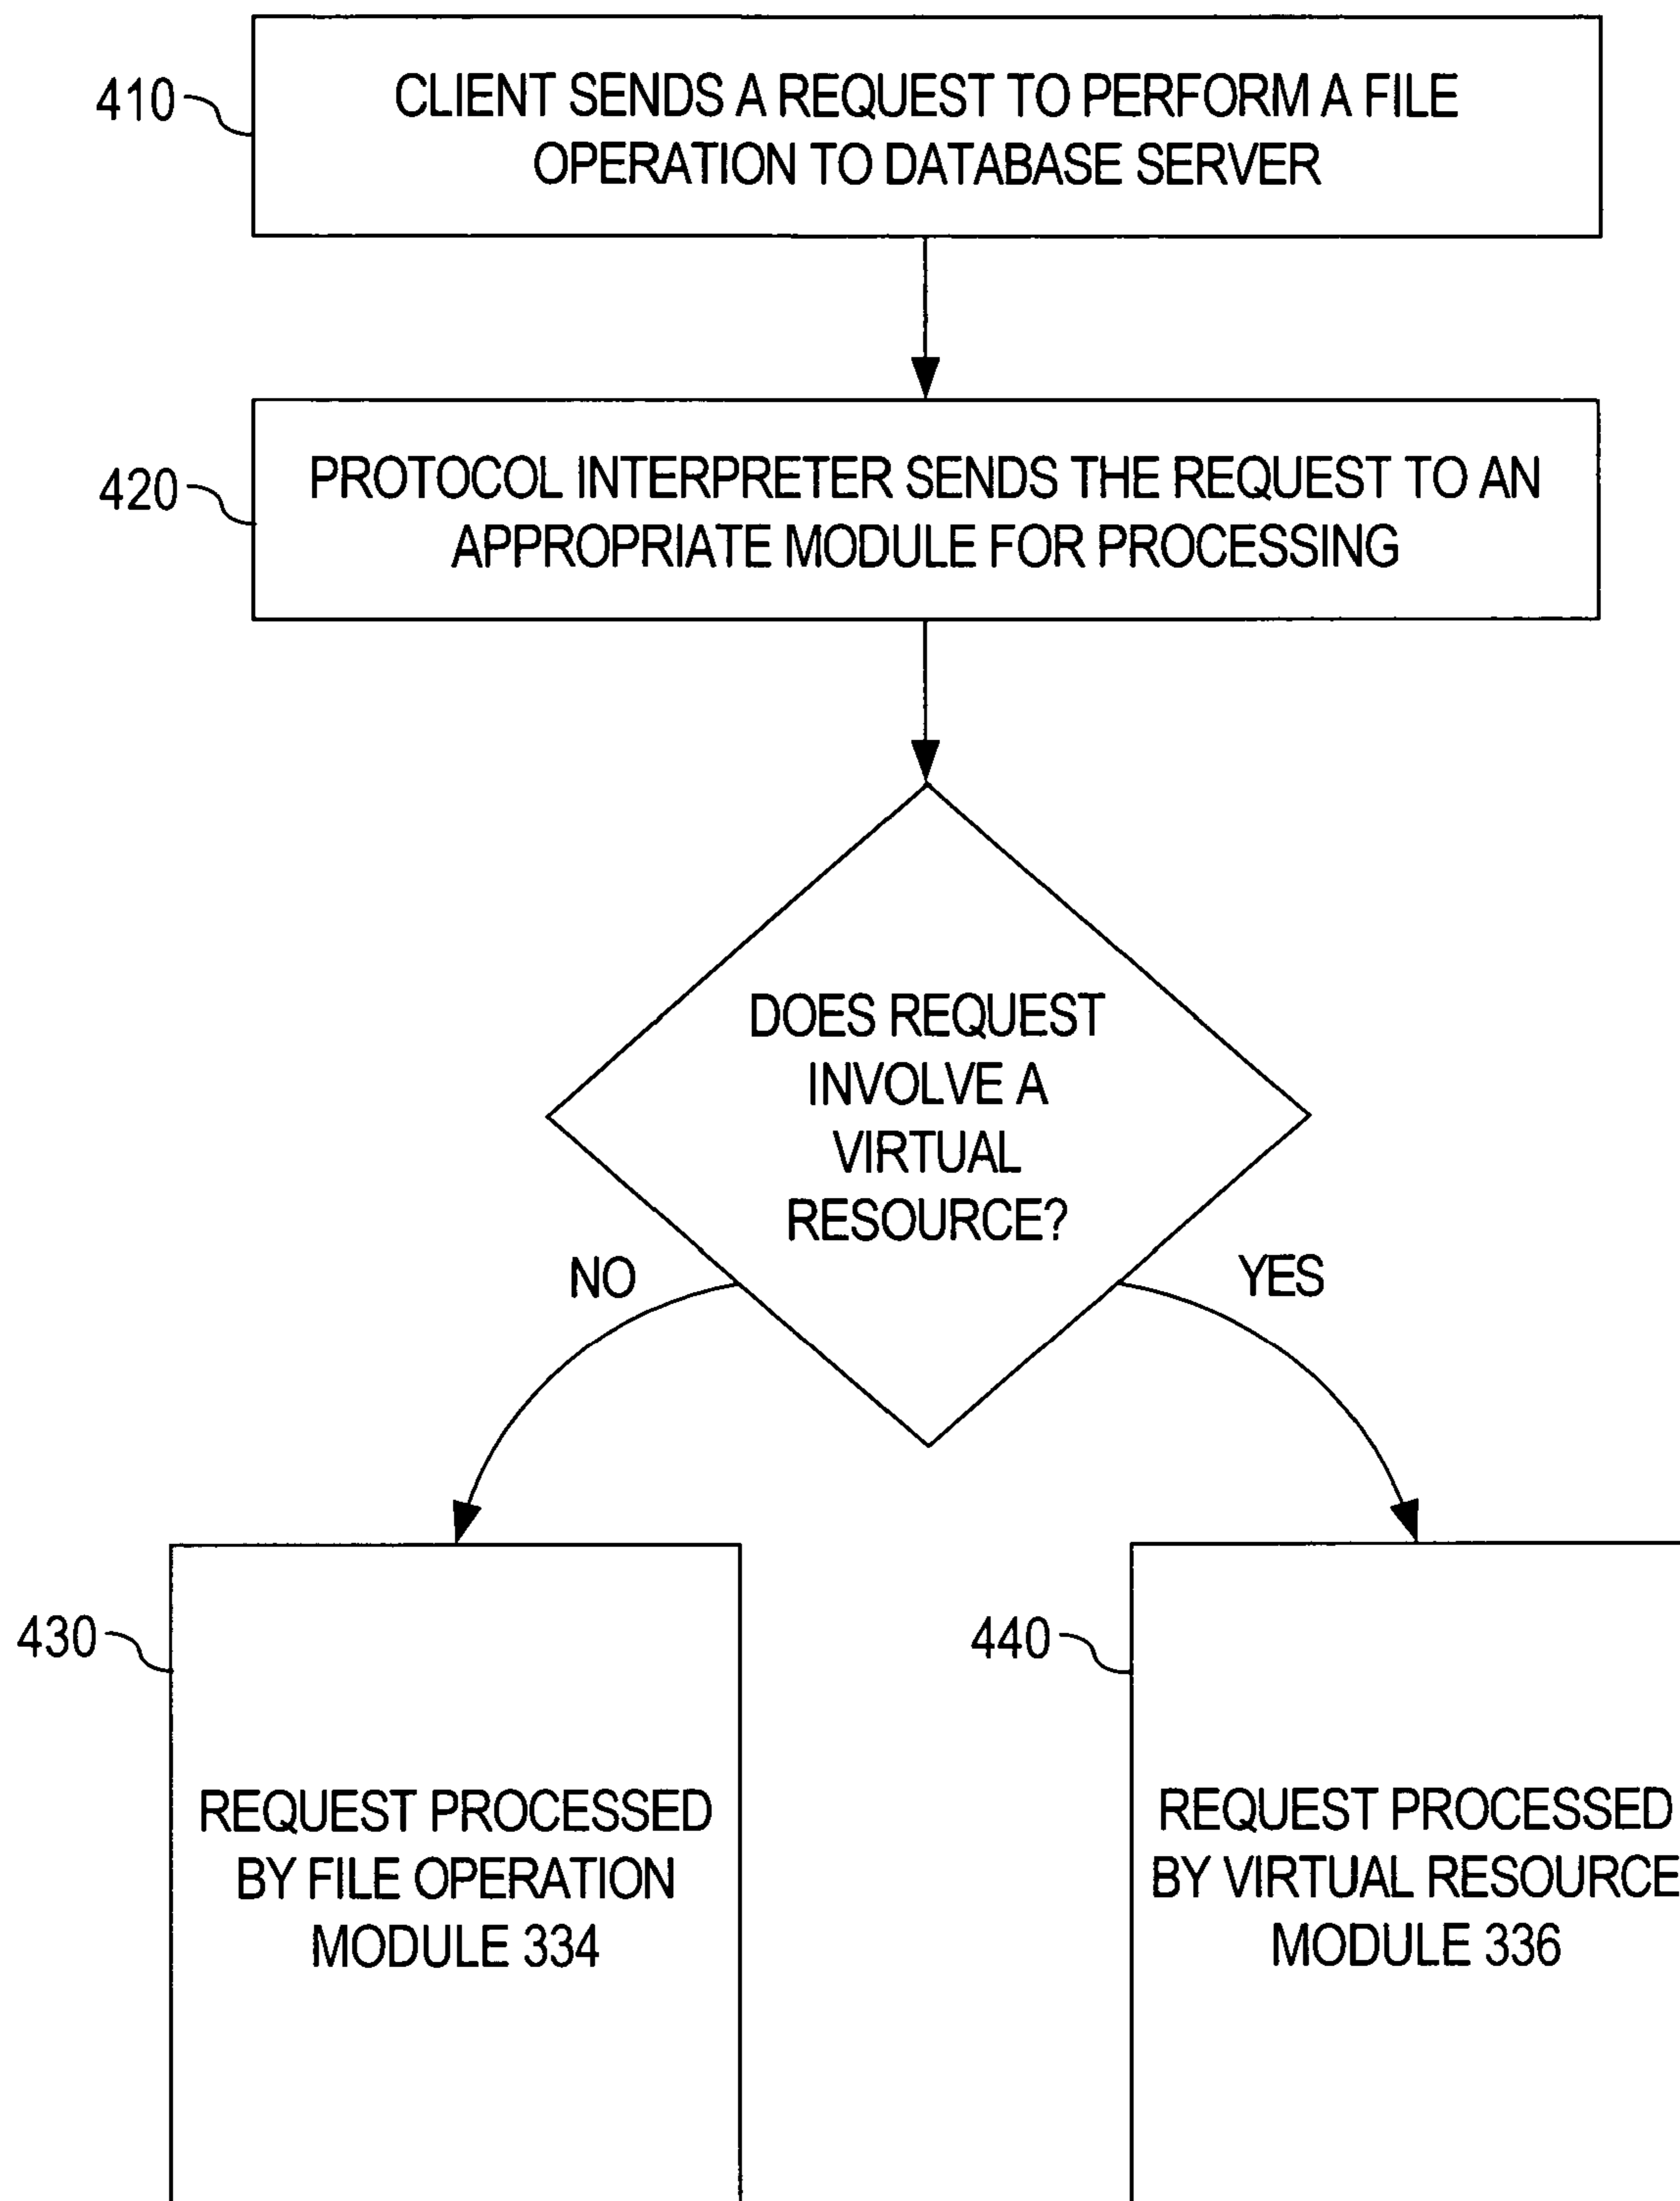 410
CLIENT SENDS A REQUEST TO PERFORM A FILE
OPERATION TO DATABASE SERVER
420
PROTOCOL INTERPRETER SENDS THE REQUEST TO AN
APPROPRIATE MODULE FOR PROCESSING
DOES REQUEST
INVOLVE A
VIRTUAL
RESOURCE?
NO
YES
430
REQUEST PROCESSED
BY FILE OPERATION
MODULE 334
440
REQUEST PROCESSED
BY VIRTUAL RESOURCE
MODULE 336